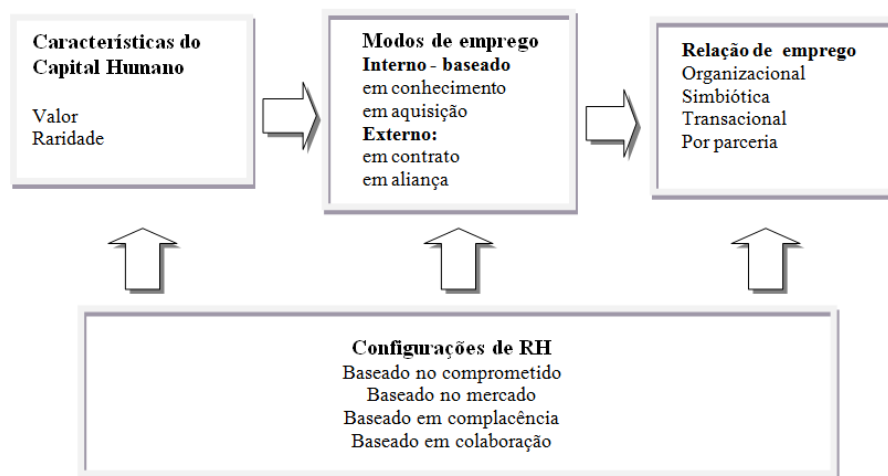 Características do
Capital Humano
Valor
Raridade
Modos de emprego
Interno - baseado
em conhecimento
em aquisição
Externo:
em contrato
em aliança
Relação de emprego
Organizacional
Simbiótica
Transacional
Por parceria
Configurações de RH
Baseado no comprometido
Baseado no mercado
Baseado em complacência
Baseado em colaboração